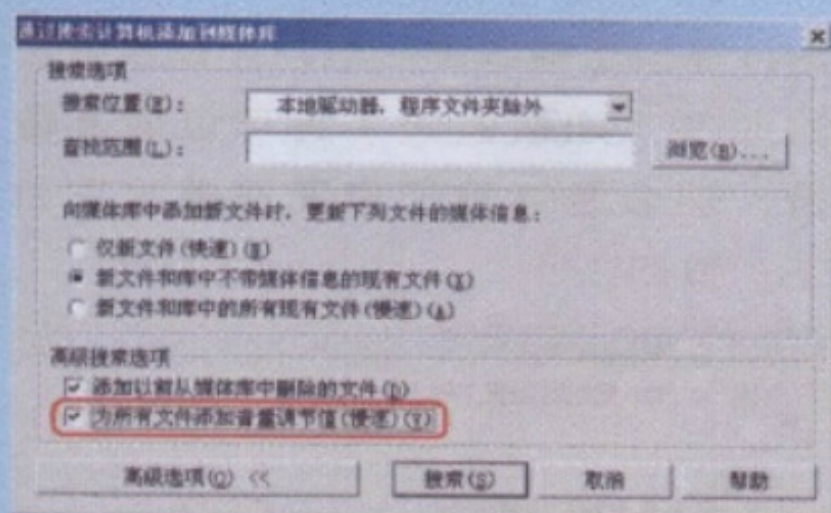 通过搜索计算机添加到媒体库
搜索选项
搜索位置(E): 本地驱动器，程序文件夹除外
查找范围(L): 浏览(B)...
向媒体库中添加新文件时，更新下列文件的媒体信息:
仅新文件(快速)(N)
新文件和库中不带媒体信息的现有文件(X)
新文件和库中的所有现有文件(慢速)(A)
高级搜索选项
添加以前从媒体库中删除的文件(D)
为所有文件添加音量调节值(慢速)(V)
高级选项(O) << 搜索(S) 取消 帮助